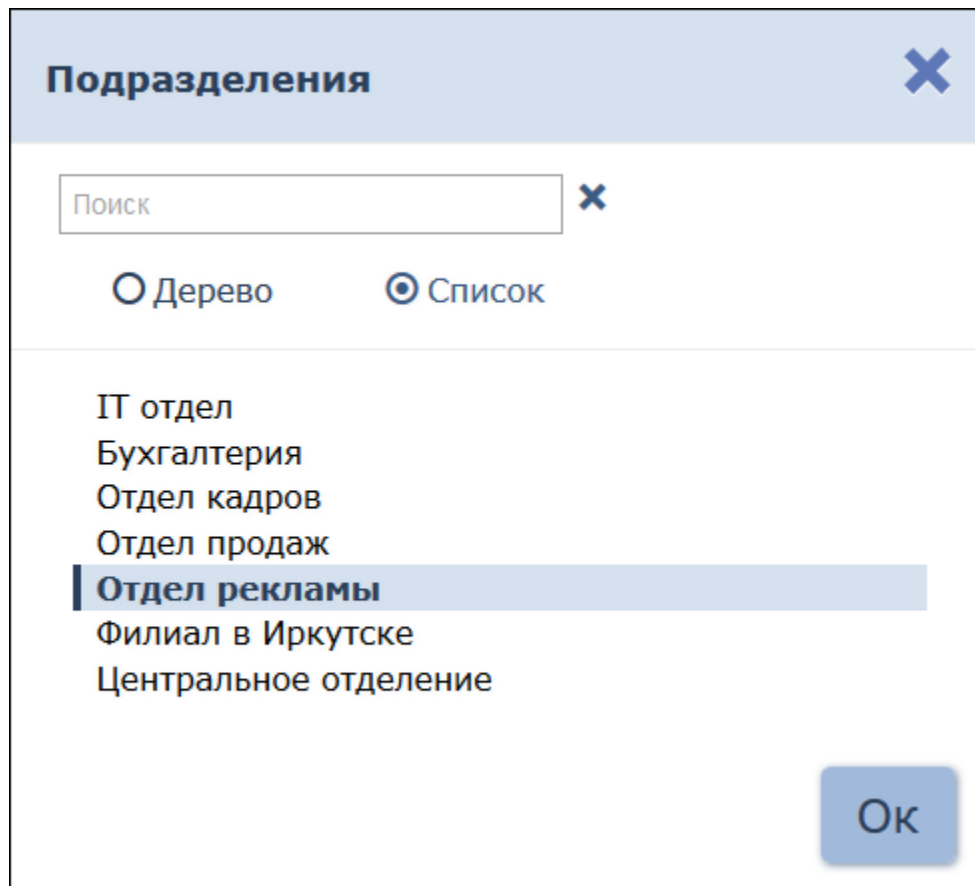 Подразделения
Поиск
Дерево Список
IT отдел
Бухгалтерия
Отдел кадров
Отдел продаж
Отдел рекламы
Филиал в Иркутске
Центральное отделение
Ок